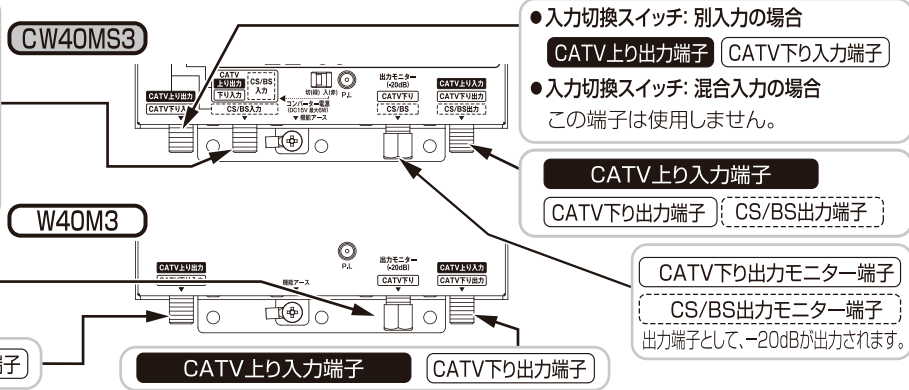 CW40MS3
●入力切換スイッチ: 別入力の場合
CATV上り出力端子 CATV下り入力端子
●入力切換スイッチ: 混合入力の場合
この端子は使用しません。
CATV
上り出力
下り入力
CS/BS
入力
切(緑) 入(赤)
P.L
出力モニター
(-20dB)
CATV上り出力
CATV下り入力
CS/BS入力
コンバーター電源
(DC15V 最大6W)
機能アース
CATV下り
CS/BS
CATV上り入力
CATV下り出力
CS/BS出力
CATV上り入力端子
CATV下り出力端子 CS/BS出力端子
W40M3
CATV上り出力
CATV下り入力
機能アース
P.L
出力モニター
(-20dB)
CATV下り
CATV上り入力
CATV下り出力
CATV下り出力モニター端子
CS/BS出力モニター端子
出力端子として、-20dBが出力されます。
子
CATV上り入力端子 CATV下り出力端子